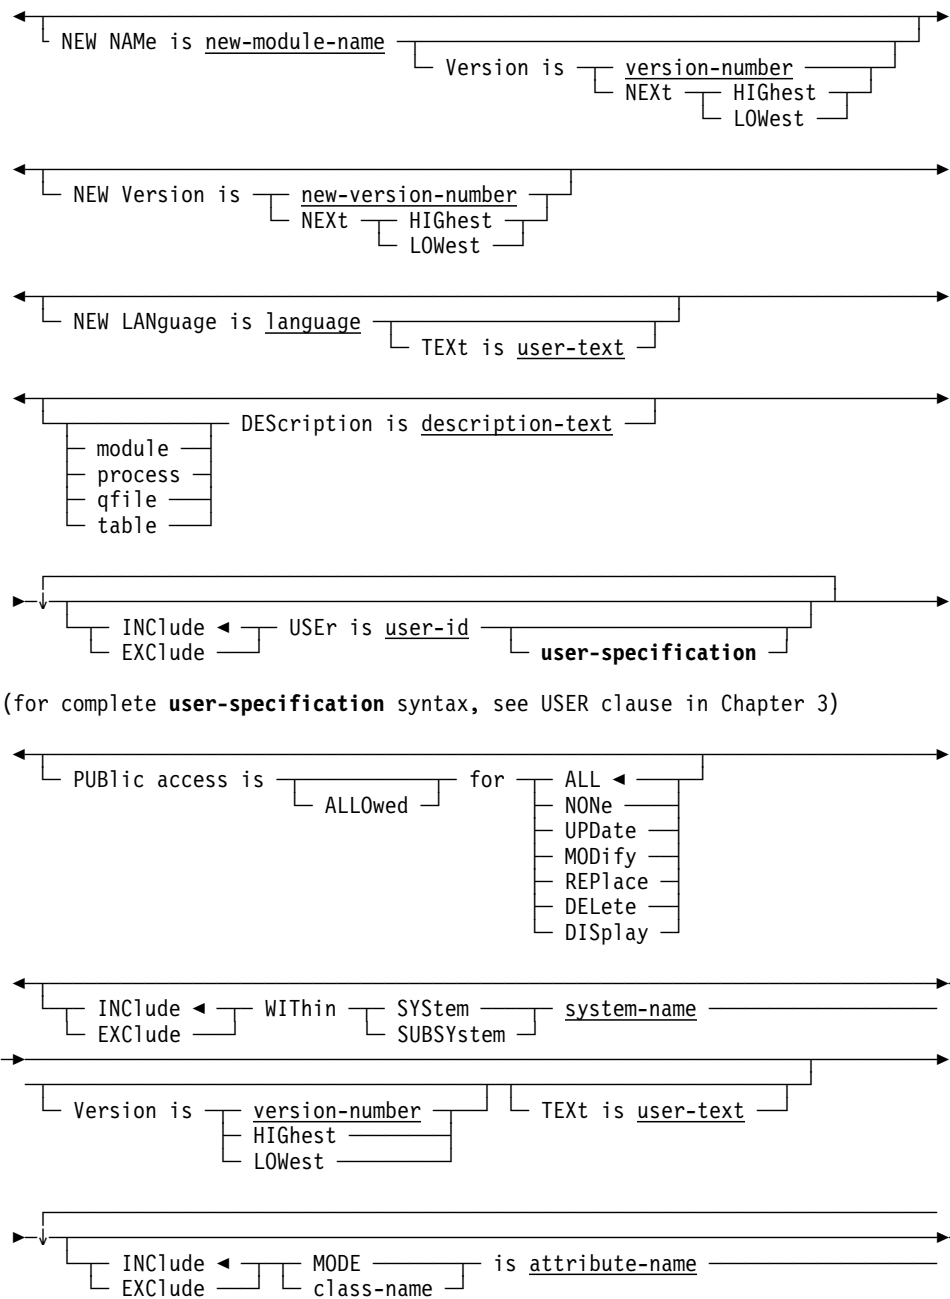 NEW NAMe is new-module-name
Version is version-number
NEXt HIGhest
LOWest
NEW Version is new-version-number
NEXt HIGhest
LOWest
NEW LANguage is language
TEXt is user-text
DEScription is description-text
module
process
qfile
table
INClude USEr is user-id
EXClude user-specification
(for complete user-specification syntax, see USER clause in Chapter 3)
PUBlic access is for ALL
ALLOwed NONe
UPDate
MODify
REPlace
DELete
DISplay
INClude WIThin SYStem system-name
EXClude SUBSYstem
Version is version-number TEXt is user-text
HIGhest
LOWest
INClude MODE is attribute-name
EXClude class-name